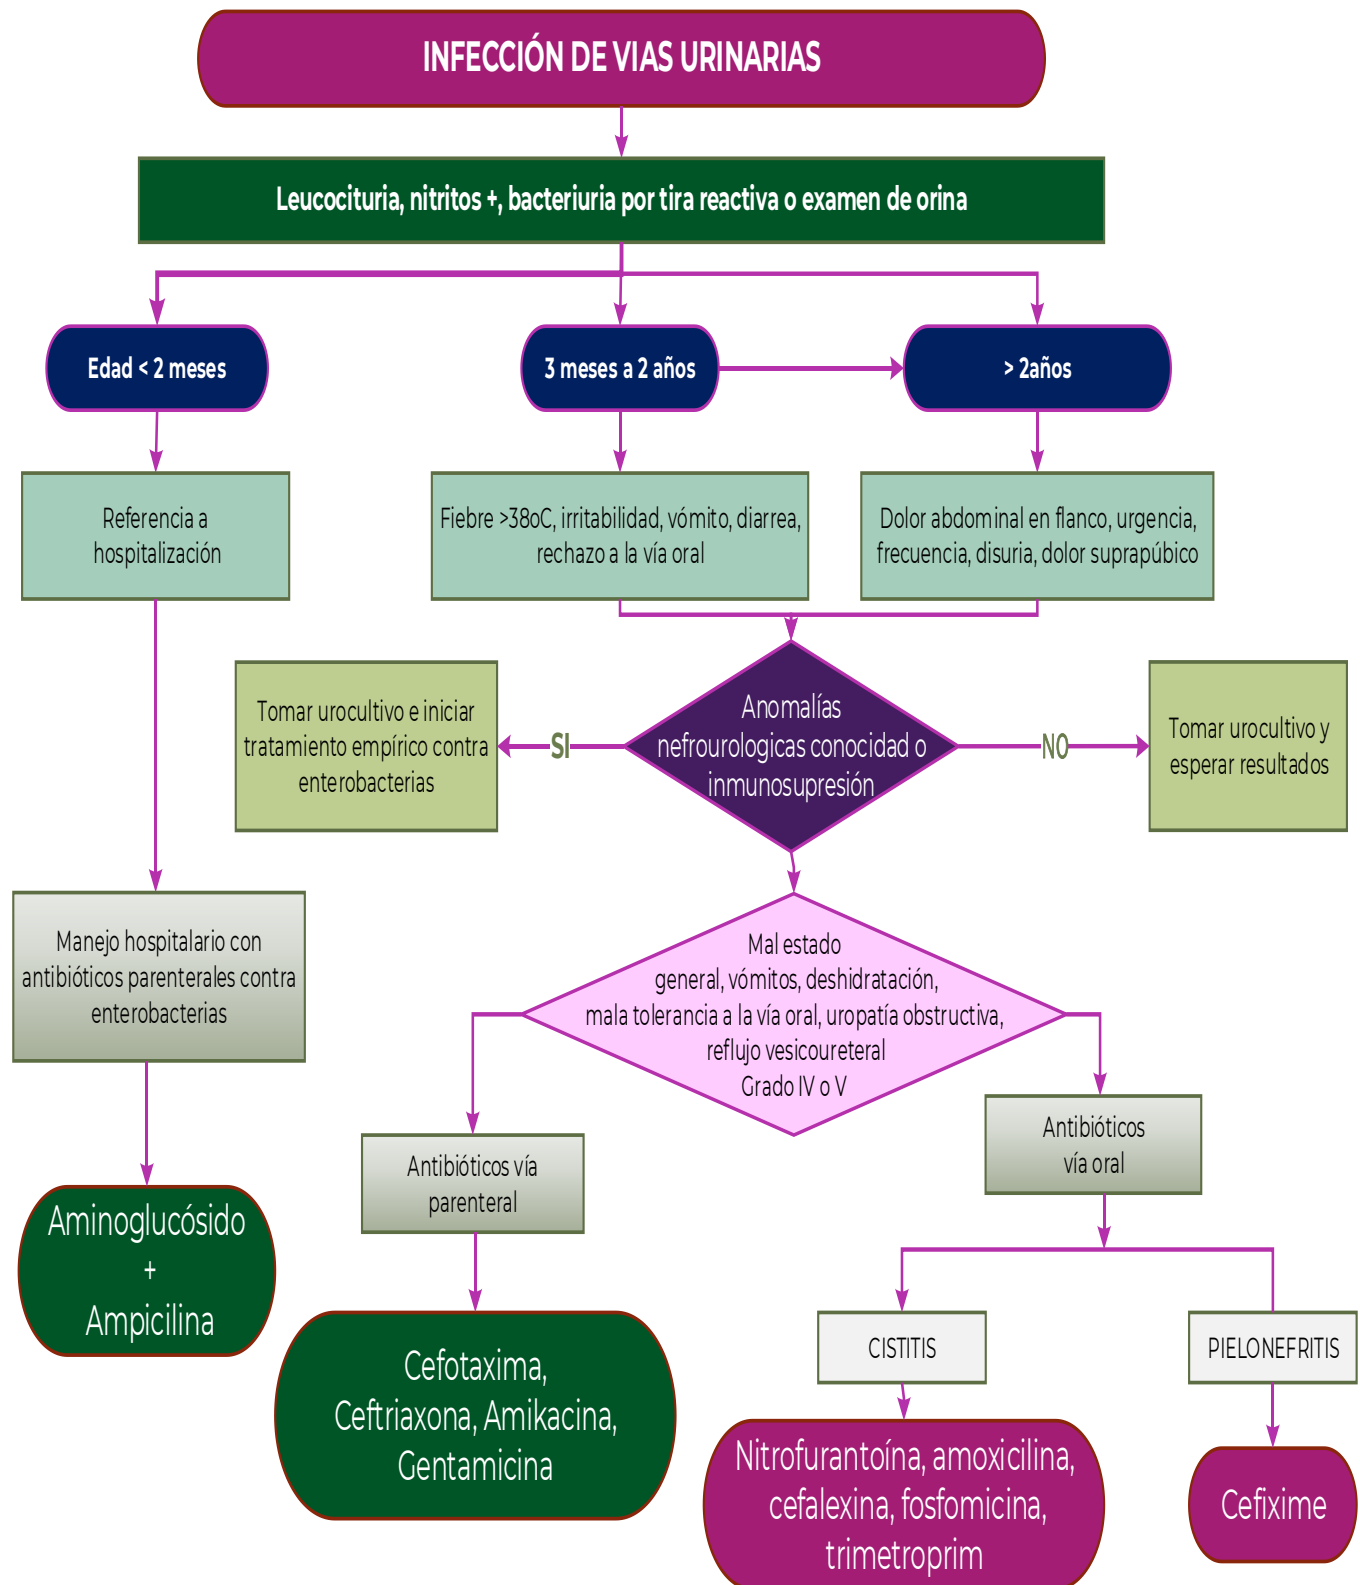 INFECCIÓN DE VIAS URINARIAS
Leucocituria, nitritos +, bacteriuria por tira reactiva o examen de orina
Edad < 2 meses
3 meses a 2 años
> 2años
Referencia a
hospitalización
Fiebre >38oC, irritabilidad, vómito, diarrea,
rechazo a la vía oral
Dolor abdominal en flanco, urgencia,
frecuencia, disuria, dolor suprapúbico
Tomar urocultivo e iniciar
tratamiento empírico contra
enterobacterias
SI
Anomalías
nefrourologicas conocidad o
inmunosupresión
NO
Tomar urocultivo y
esperar resultados
Manejo hospitalario con
antibióticos parenterales contra
enterobacterias
Mal estado
general, vómitos, deshidratación,
mala tolerancia a la vía oral, uropatía obstructiva,
reflujo vesicoureteral
Grado IV o V
Antibióticos vía
parenteral
Antibióticos
vía oral
Aminoglucósido
+
Ampicilina
Cefotaxima,
Ceftriaxona, Amikacina,
Gentamicina
CISTITIS
PIELONEFRITIS
Nitrofurantoína, amoxicilina,
cefalexina, fosfomicina,
trimetroprim
Cefixime